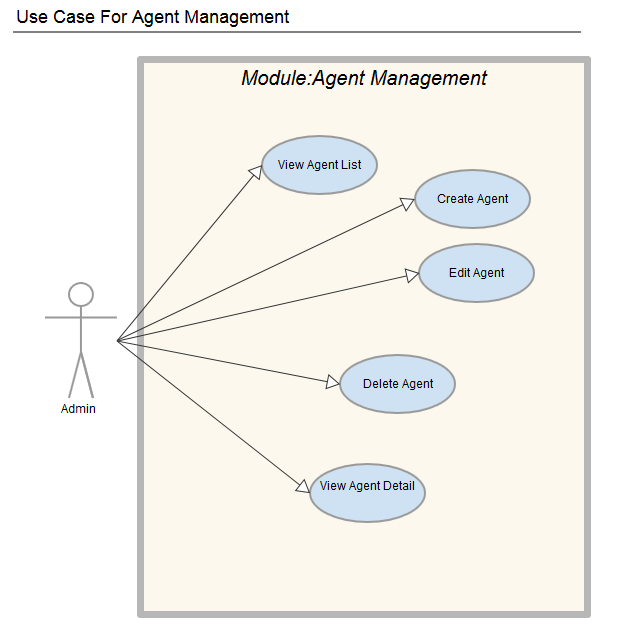 Use Case For Agent Management
Module:Agent Management
View Agent List
Create Agent
Edit Agent
Delete Agent
Admin
View Agent Detail